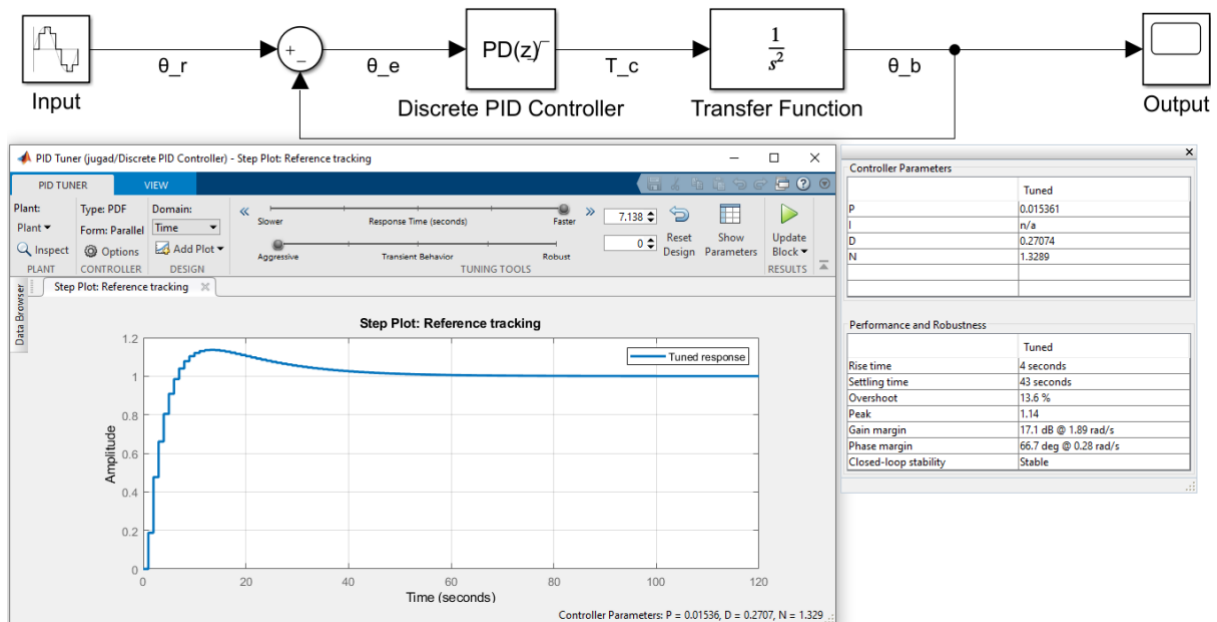 +
−
PD(z)
1
s²
θ_r
θ_e
T_c
θ_b
Input
Discrete PID Controller
Transfer Function
Output
PID Tuner (jugad/Discrete PID Controller) - Step Plot: Reference tracking
PID TUNER
VIEW
Plant:
Plant
Inspect
PLANT
Type: PDF
Form: Parallel
Options
CONTROLLER
Domain:
Time
Add Plot
DESIGN
Slower
Response Time (seconds)
Faster
7.138
Aggressive
Transient Behavior
Robust
0
TUNING TOOLS
Reset
Design
Show
Parameters
Update
Block
RESULTS
Data Browser
Step Plot: Reference tracking
Step Plot: Reference tracking
Tuned response
Amplitude
1.2
1
0.8
0.6
0.4
0.2
0
0 20 40 60 80 100 120
Time (seconds)
Controller Parameters: P = 0.01536, D = 0.2707, N = 1.329
Controller Parameters
Tuned
P 0.015361
I n/a
D 0.27074
N 1.3289
Performance and Robustness
Tuned
Rise time 4 seconds
Settling time 43 seconds
Overshoot 13.6 %
Peak 1.14
Gain margin 17.1 dB @ 1.89 rad/s
Phase margin 66.7 deg @ 0.28 rad/s
Closed-loop stability Stable